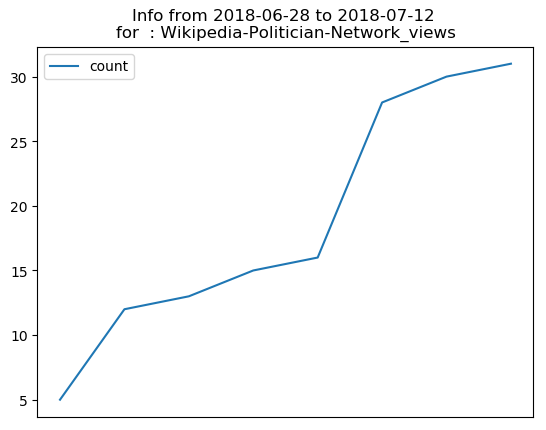 Info from 2018-06-28 to 2018-07-12
for  : Wikipedia-Politician-Network_views
count
30
25
20
15
10
5